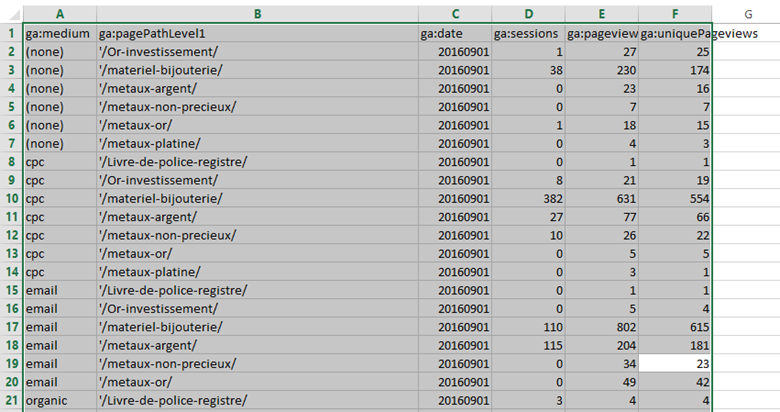 A B C D E F G
1 ga:medium ga:pagePathLevel1 ga:date ga:sessions ga:pageview ga:uniquePageviews
2 (none) '/Or-investissement/ 20160901 1 27 25
3 (none) '/materiel-bijouterie/ 20160901 38 230 174
4 (none) '/metaux-argent/ 20160901 0 23 16
5 (none) '/metaux-non-precieux/ 20160901 0 7 7
6 (none) '/metaux-or/ 20160901 1 18 15
7 (none) '/metaux-platine/ 20160901 0 4 3
8 cpc '/Livre-de-police-registre/ 20160901 0 1 1
9 cpc '/Or-investissement/ 20160901 8 21 19
10 cpc '/materiel-bijouterie/ 20160901 382 631 554
11 cpc '/metaux-argent/ 20160901 27 77 66
12 cpc '/metaux-non-precieux/ 20160901 10 26 22
13 cpc '/metaux-or/ 20160901 0 5 5
14 cpc '/metaux-platine/ 20160901 0 3 1
15 email '/Livre-de-police-registre/ 20160901 0 1 1
16 email '/Or-investissement/ 20160901 0 5 4
17 email '/materiel-bijouterie/ 20160901 110 802 615
18 email '/metaux-argent/ 20160901 115 204 181
19 email '/metaux-non-precieux/ 20160901 0 34 23
20 email '/metaux-or/ 20160901 0 49 42
21 organic '/Livre-de-police-registre/ 20160901 3 4 4